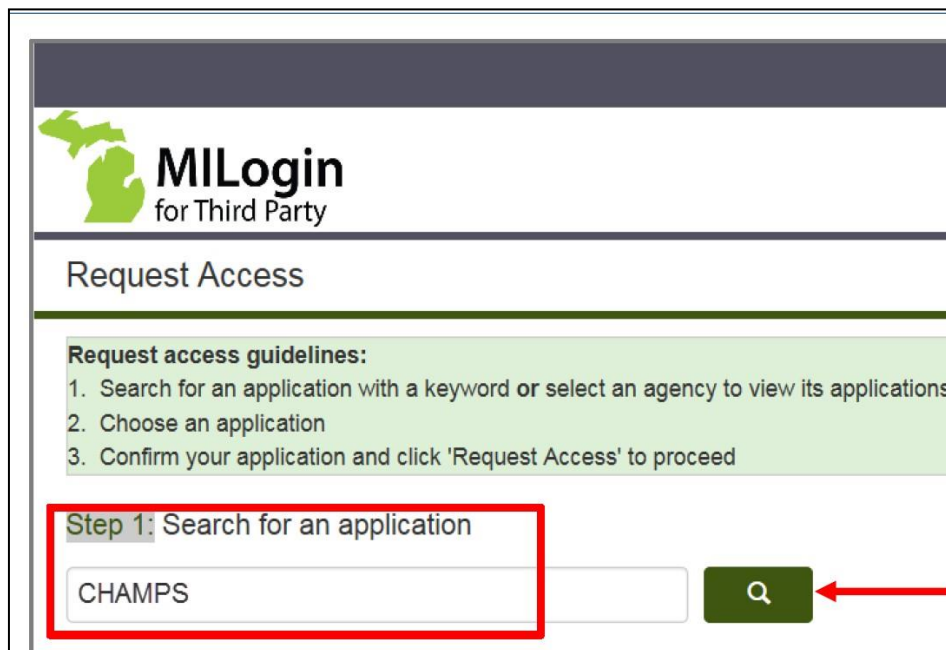 MILogin
for Third Party
Request Access
Request access guidelines:
1. Search for an application with a keyword or select an agency to view its applications
2. Choose an application
3. Confirm your application and click 'Request Access' to proceed
Step 1: Search for an application
CHAMPS